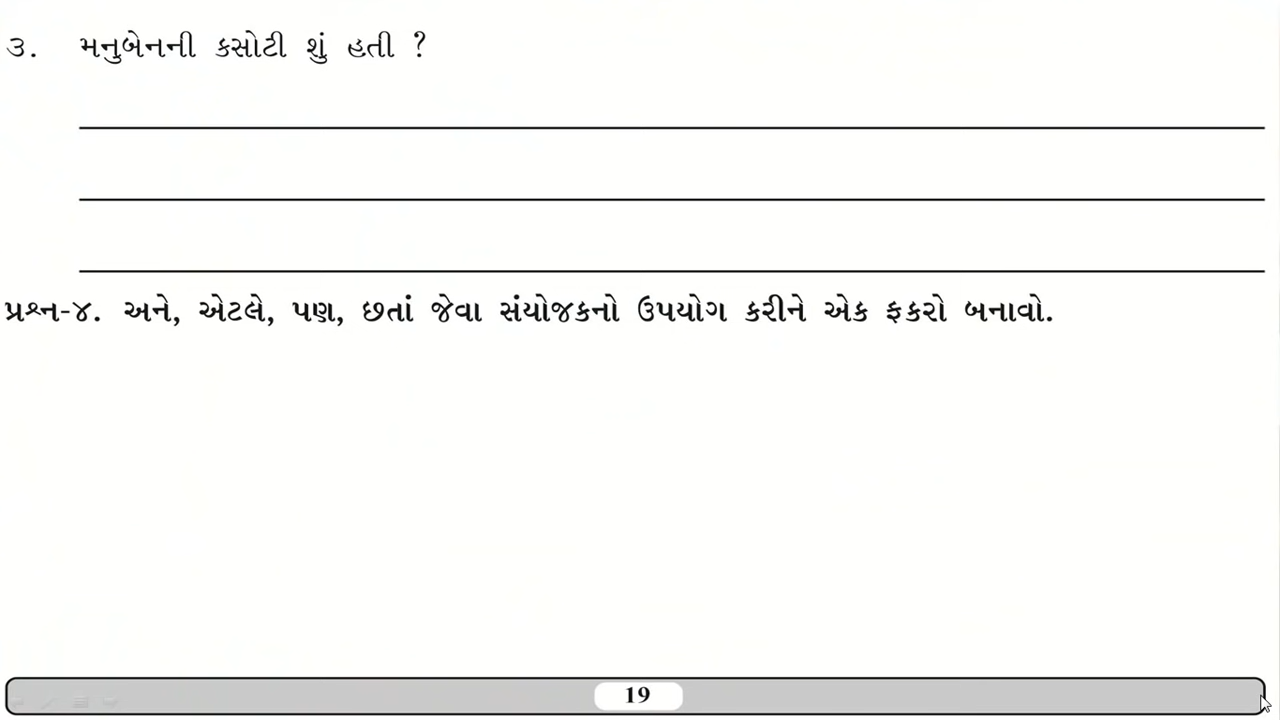 ૩. મનુબેનની કસોટી શું હતી ?
પ્રશ્ન-૪. અને, એટલે, પણ, છતાં જેવા સંયોજકનો ઉપયોગ કરીને એક ફકરો બનાવો.
19